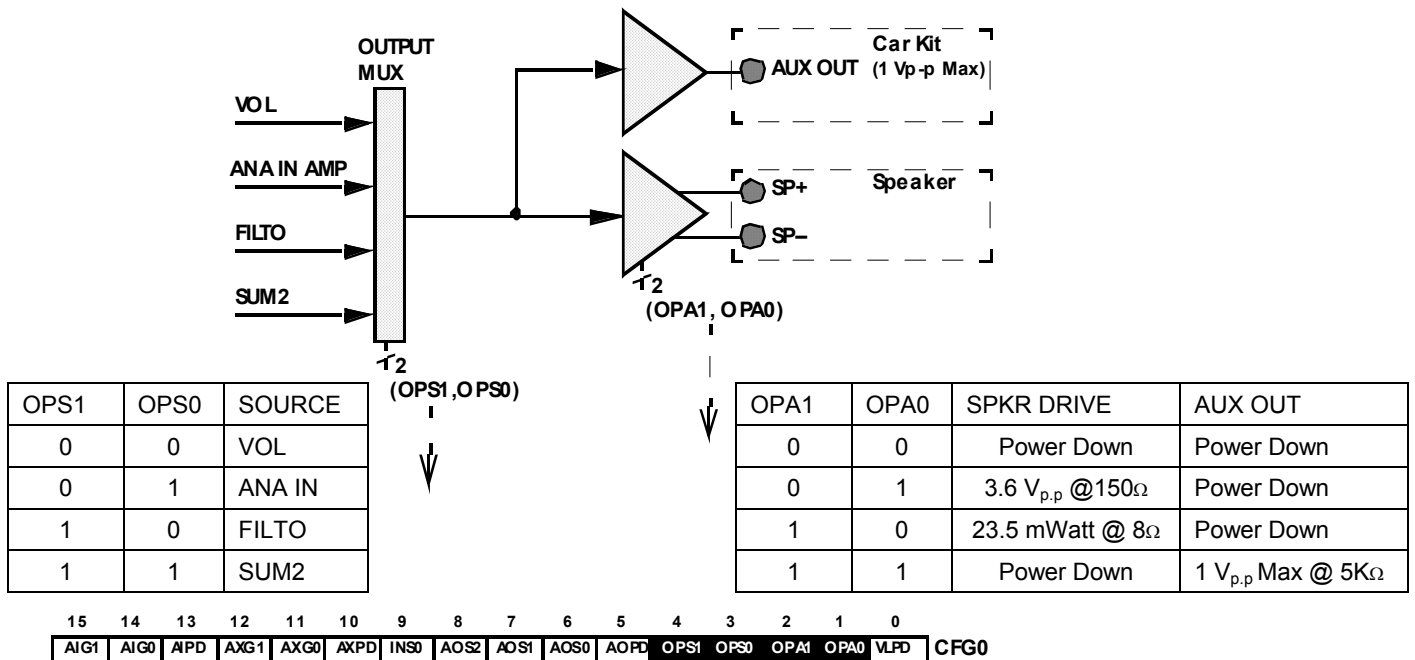 OUTPUT
MUX
VOL
ANA IN AMP
FILTO
SUM2
2
(OPS1,OPS0)
Car Kit
AUX OUT (1 Vp-p Max)
Speaker
SP+
SP–
2
(OPA1, OPA0)
OPS1 OPS0 SOURCE
0 0 VOL
0 1 ANA IN
1 0 FILTO
1 1 SUM2
OPA1 OPA0 SPKR DRIVE AUX OUT
0 0 Power Down Power Down
0 1 3.6 Vp.p @150Ω Power Down
1 0 23.5 mWatt @ 8Ω Power Down
1 1 Power Down 1 Vp.p Max @ 5KΩ
15 14 13 12 11 10 9 8 7 6 5 4 3 2 1 0
AIG1 AIG0 AIPD AXG1 AXG0 AXPD INS0 AOS2 AOS1 AOS0 AOPD OPS1 OPS0 OPA1 OPA0 VLPD CFG0